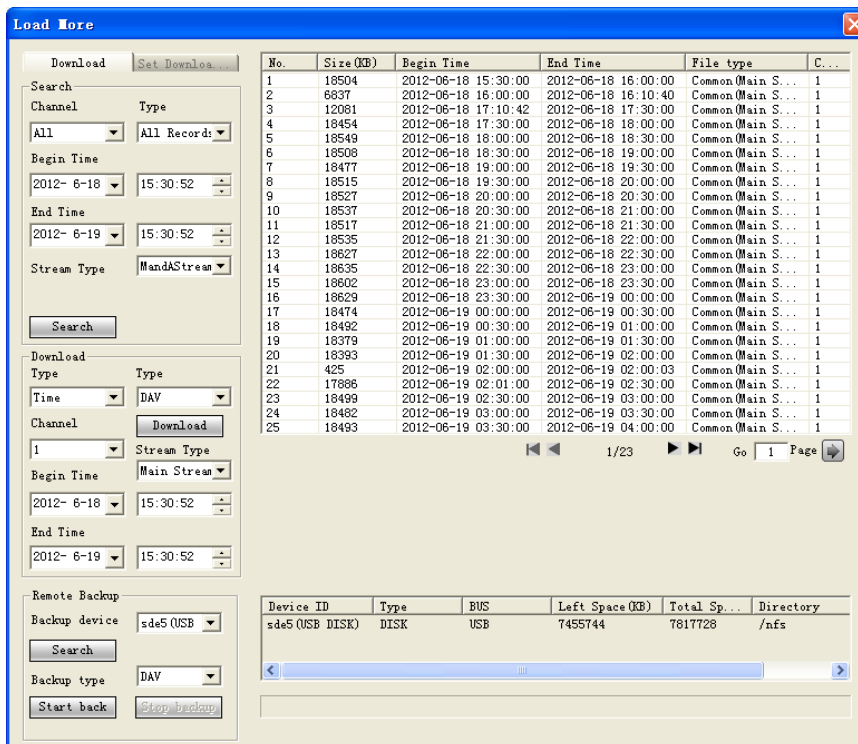 Load More
Download Set Downloa...
Search
Channel Type
All All Records
Begin Time
2012- 6-18 15:30:52
End Time
2012- 6-19 15:30:52
Stream Type MandAStream
Search
Download
Type Type
Time DAV
Channel Download
1 Stream Type
Main Stream
Begin Time
2012- 6-18 15:30:52
End Time
2012- 6-19 15:30:52
Remote Backup
Backup device sde5(USB
Search
Backup type DAV
Start back Stop backup
No. Size(KB) Begin Time End Time File type C...
1 18504 2012-06-18 15:30:00 2012-06-18 16:00:00 Common(Main S... 1
2 6837 2012-06-18 16:00:00 2012-06-18 16:10:40 Common(Main S... 1
3 12081 2012-06-18 17:10:42 2012-06-18 17:30:00 Common(Main S... 1
4 18454 2012-06-18 17:30:00 2012-06-18 18:00:00 Common(Main S... 1
5 18549 2012-06-18 18:00:00 2012-06-18 18:30:00 Common(Main S... 1
6 18508 2012-06-18 18:30:00 2012-06-18 19:00:00 Common(Main S... 1
7 18477 2012-06-18 19:00:00 2012-06-18 19:30:00 Common(Main S... 1
8 18515 2012-06-18 19:30:00 2012-06-18 20:00:00 Common(Main S... 1
9 18527 2012-06-18 20:00:00 2012-06-18 20:30:00 Common(Main S... 1
10 18537 2012-06-18 20:30:00 2012-06-18 21:00:00 Common(Main S... 1
11 18517 2012-06-18 21:00:00 2012-06-18 21:30:00 Common(Main S... 1
12 18535 2012-06-18 21:30:00 2012-06-18 22:00:00 Common(Main S... 1
13 18627 2012-06-18 22:00:00 2012-06-18 22:30:00 Common(Main S... 1
14 18635 2012-06-18 22:30:00 2012-06-18 23:00:00 Common(Main S... 1
15 18602 2012-06-18 23:00:00 2012-06-18 23:30:00 Common(Main S... 1
16 18629 2012-06-18 23:30:00 2012-06-19 00:00:00 Common(Main S... 1
17 18474 2012-06-19 00:00:00 2012-06-19 00:30:00 Common(Main S... 1
18 18492 2012-06-19 00:30:00 2012-06-19 01:00:00 Common(Main S... 1
19 18379 2012-06-19 01:00:00 2012-06-19 01:30:00 Common(Main S... 1
20 18393 2012-06-19 01:30:00 2012-06-19 02:00:00 Common(Main S... 1
21 425 2012-06-19 02:00:00 2012-06-19 02:00:03 Common(Main S... 1
22 17886 2012-06-19 02:01:00 2012-06-19 02:30:00 Common(Main S... 1
23 18499 2012-06-19 02:30:00 2012-06-19 03:00:00 Common(Main S... 1
24 18482 2012-06-19 03:00:00 2012-06-19 03:30:00 Common(Main S... 1
25 18493 2012-06-19 03:30:00 2012-06-19 04:00:00 Common(Main S... 1
1/23 Go 1 Page
Device ID Type BUS Left Space(KB) Total Sp... Directory
sde5(USB DISK) DISK USB 7455744 7817728 /nfs